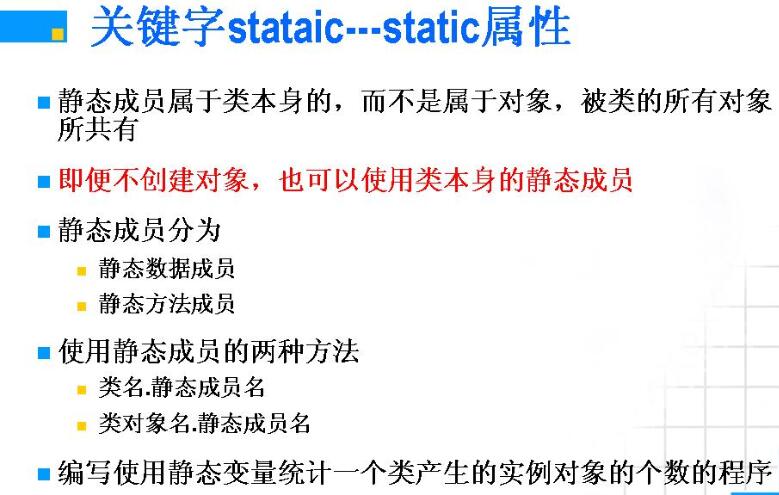 关键字stataic---static属性
静态成员属于类本身的，而不是属于对象，被类的所有对象
所共有
即便不创建对象，也可以使用类本身的静态成员
静态成员分为
静态数据成员
静态方法成员
使用静态成员的两种方法
类名.静态成员名
类对象名.静态成员名
编写使用静态变量统计一个类产生的实例对象的个数的程序